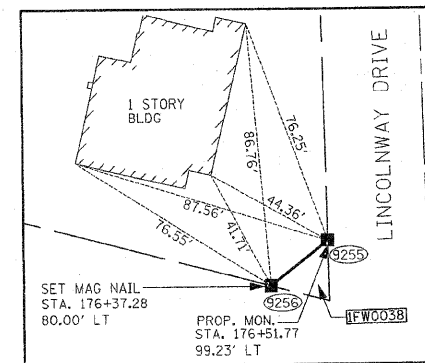 1 STORY
BLDG
LINCOLNWAY DRIVE
76.25'
86.76'
44.36'
87.56'
41.71'
76.55'
9255
SET MAG NAIL
STA. 176+37.28
80.00' LT
9256
PROP. MON.
STA. 176+51.77
99.23' LT
1FW0038